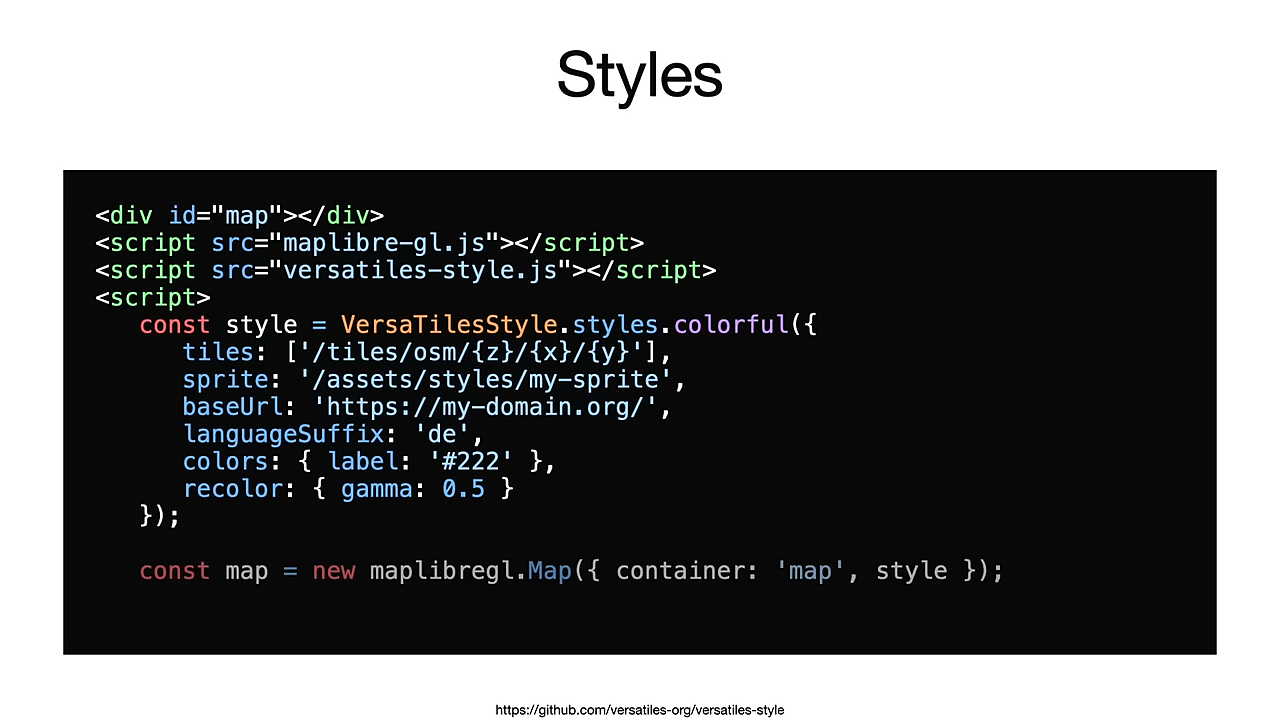 Styles
<div id="map"></div>
<script src="maplibre-gl.js"></script>
<script src="versatiles-style.js"></script>
<script>
   const style = VersaTilesStyle.styles.colorful({
      tiles: ['/tiles/osm/{z}/{x}/{y}'],
      sprite: '/assets/styles/my-sprite',
      baseUrl: 'https://my-domain.org/',
      languageSuffix: 'de',
      colors: { label: '#222' },
      recolor: { gamma: 0.5 }
   });
   const map = new maplibregl.Map({ container: 'map', style });
https://github.com/versatiles-org/versatiles-style